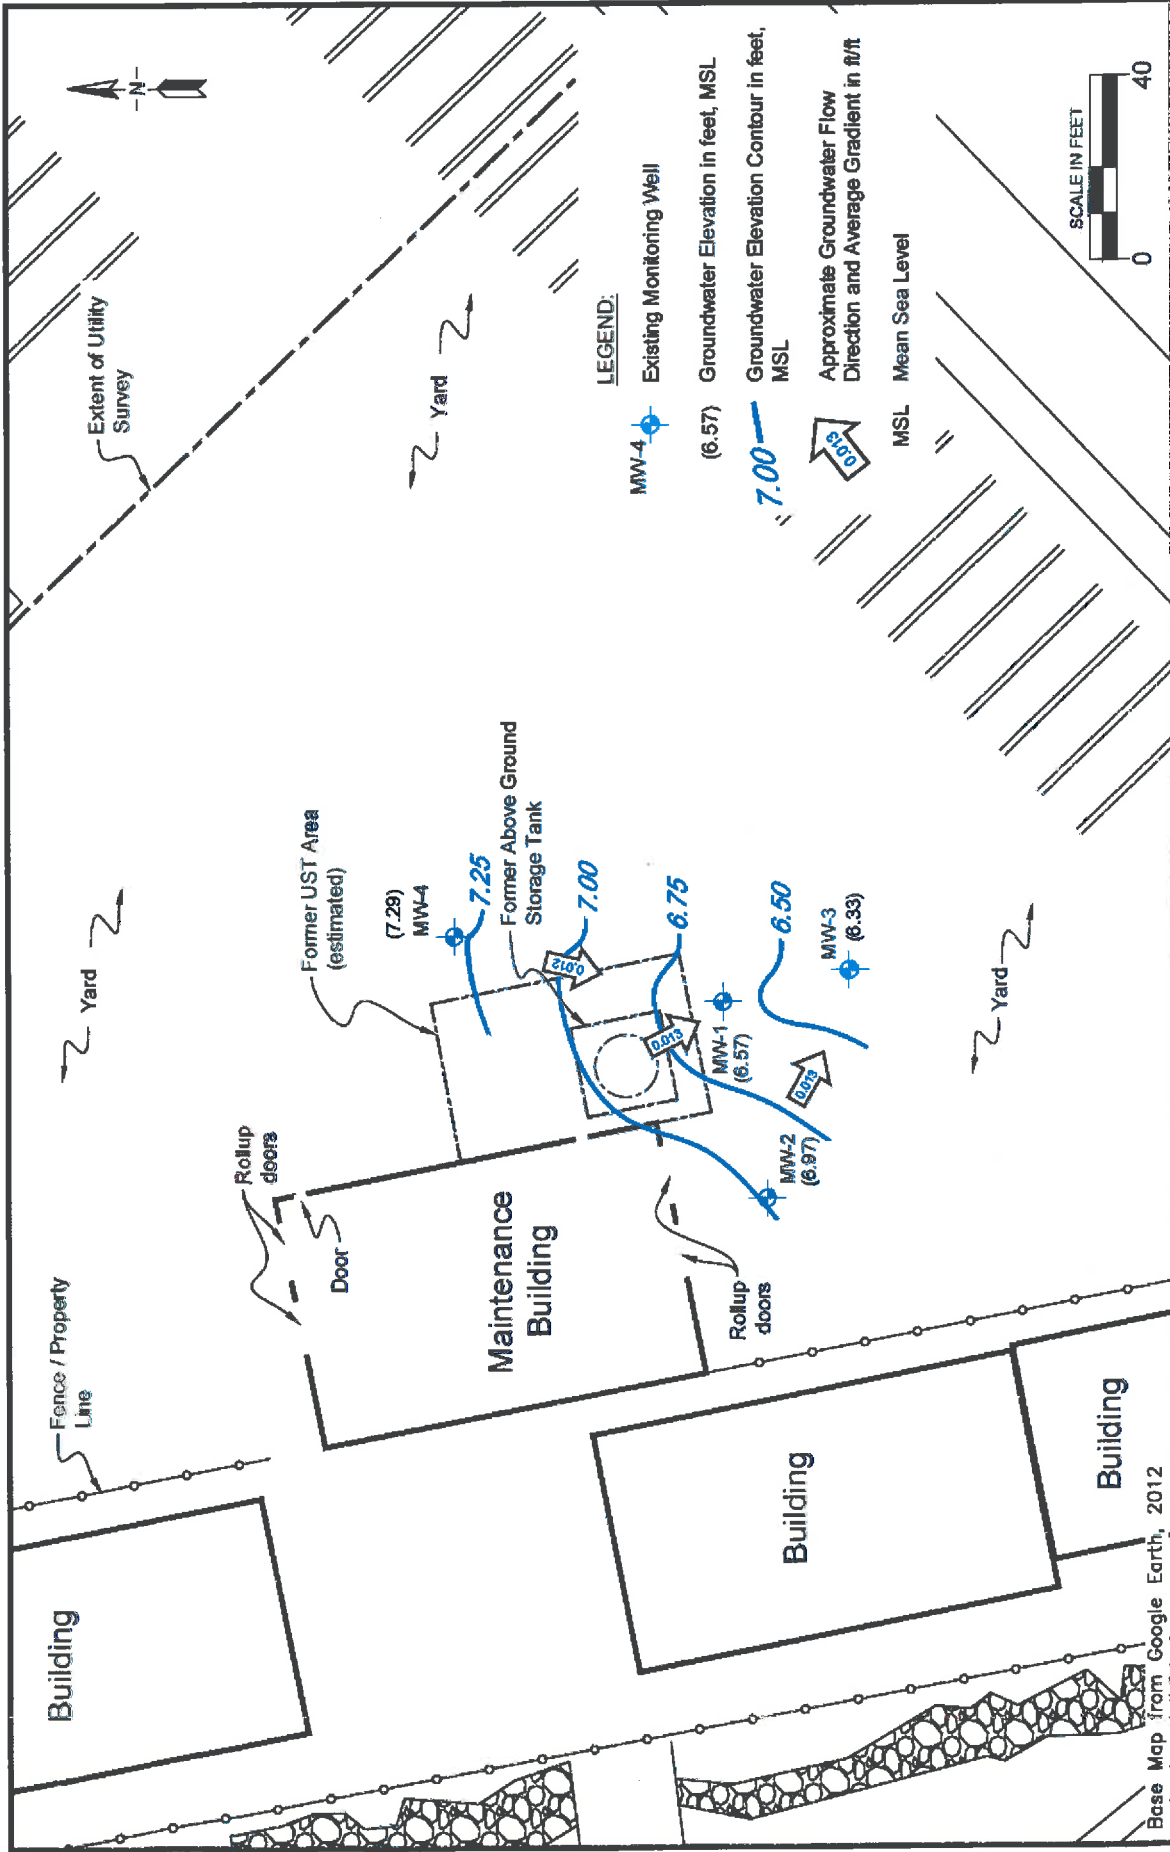 -N-
Extent of Utility
Survey
Yard
Yard
Fence / Property
Line
Rollup
doors
Door
Former UST Area
(estimated)
(7.29)
MW-4
7.25
Former Above Ground
Storage Tank
7.00
0.012
6.75
0.013
MW-1
(6.57)
6.50
MW-3
(6.33)
0.013
MW-2
(6.97)
Yard
Maintenance
Building
Rollup
doors
Building
Building
Building
LEGEND:
MW-4 Existing Monitoring Well
(6.57) Groundwater Elevation in feet, MSL
7.00 Groundwater Elevation Contour in feet,
MSL
0.013 Approximate Groundwater Flow
Direction and Average Gradient in ft/ft
MSL Mean Sea Level
SCALE IN FEET
0 40
Base Map from Google Earth, 2012